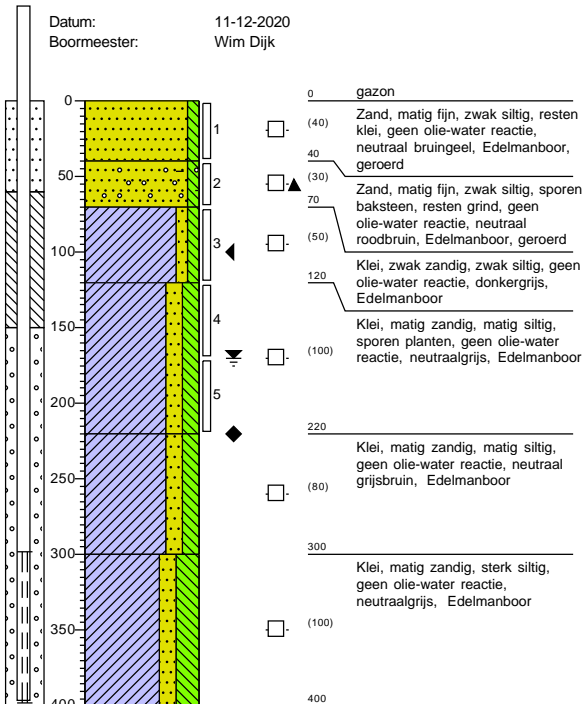 Datum: 11-12-2020
Boormeester: Wim Dijk
0
50
100
150
200
250
300
350
400
1
2
3
4
5
0 gazon
(40)
Zand, matig fijn, zwak siltig, resten
klei, geen olie-water reactie,
neutraal bruingeel, Edelmanboor,
geroerd
40
(30)
Zand, matig fijn, zwak siltig, sporen
baksteen, resten grind, geen
olie-water reactie, neutraal
roodbruin, Edelmanboor, geroerd
70
(50)
Klei, zwak zandig, zwak siltig, geen
olie-water reactie, donkergrijs,
Edelmanboor
120
(100)
Klei, matig zandig, matig siltig,
sporen planten, geen olie-water
reactie, neutraalgrijs, Edelmanboor
220
(80)
Klei, matig zandig, matig siltig,
geen olie-water reactie, neutraal
grijsbruin, Edelmanboor
300
(100)
Klei, matig zandig, sterk siltig,
geen olie-water reactie,
neutraalgrijs, Edelmanboor
400